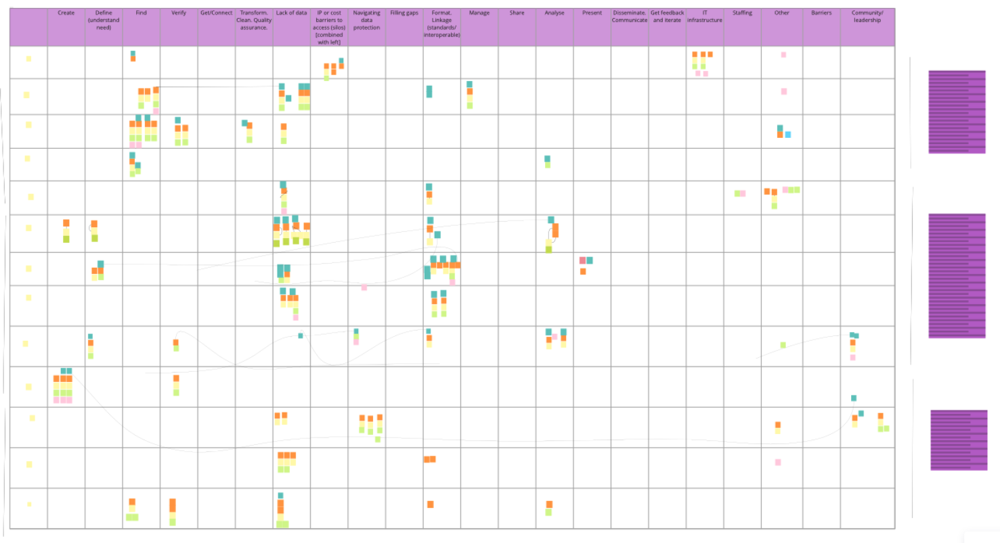 Create
Define
(understand
need)
Find
Verify
Get/Connect
Transform.
Clean. Quality
assurance.
Lack of data
IP or cost
barriers to
access (silos)
[combined
with left]
Navigating
data
protection
Filling gaps
Format.
Linkage
(standards/
interoperable)
Manage
Share
Analyse
Present
Disseminate.
Communicate
Get feedback
and iterate
IT
infrastructure
Staffing
Other
Barriers
Community/
leadership